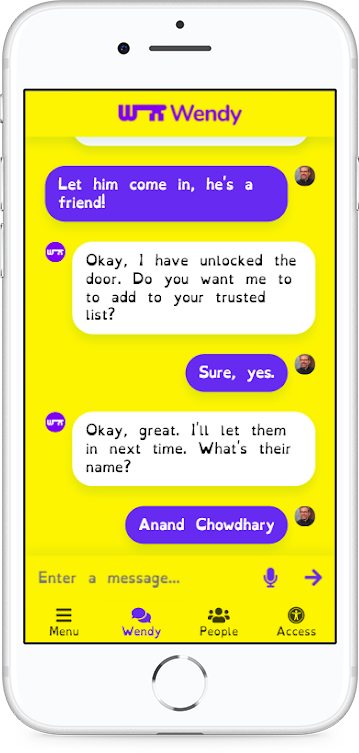 Wendy
Let him come in, he's a
friend!
Okay, I have unlocked the
door. Do you want me to
to add to your trusted
list?
Sure, yes.
Okay, great. I'll let them
in next time. What's their
name?
Anand Chowdhary
Enter a message...
Menu Wendy People Access